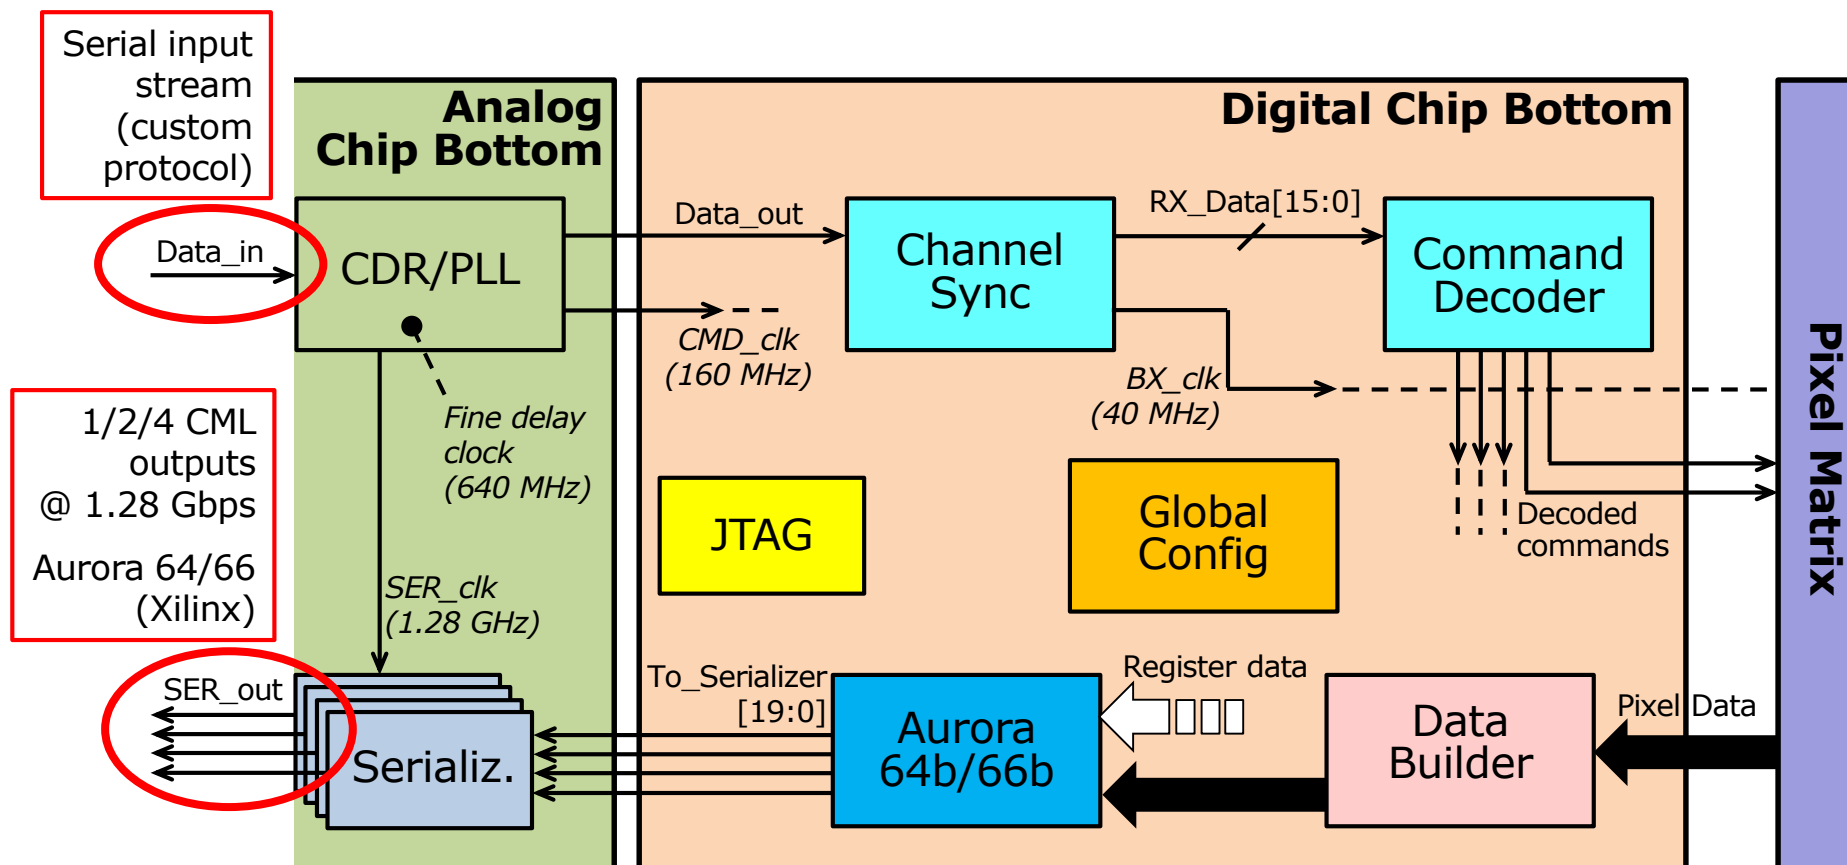 Serial input
stream
(custom
protocol)
Data_in
1/2/4 CML
outputs
@ 1.28 Gbps
Aurora 64/66
(Xilinx)
SER_out
Analog
Chip Bottom
CDR/PLL
Fine delay
clock
(640 MHz)
SER_clk
(1.28 GHz)
Serializ.
Digital Chip Bottom
Data_out
CMD_clk
(160 MHz)
Channel
Sync
RX_Data[15:0]
BX_clk
(40 MHz)
Command
Decoder
Decoded
commands
JTAG
Global
Config
To_Serializer
[19:0]
Aurora
64b/66b
Register data
Data
Builder
Pixel Data
Pixel Matrix